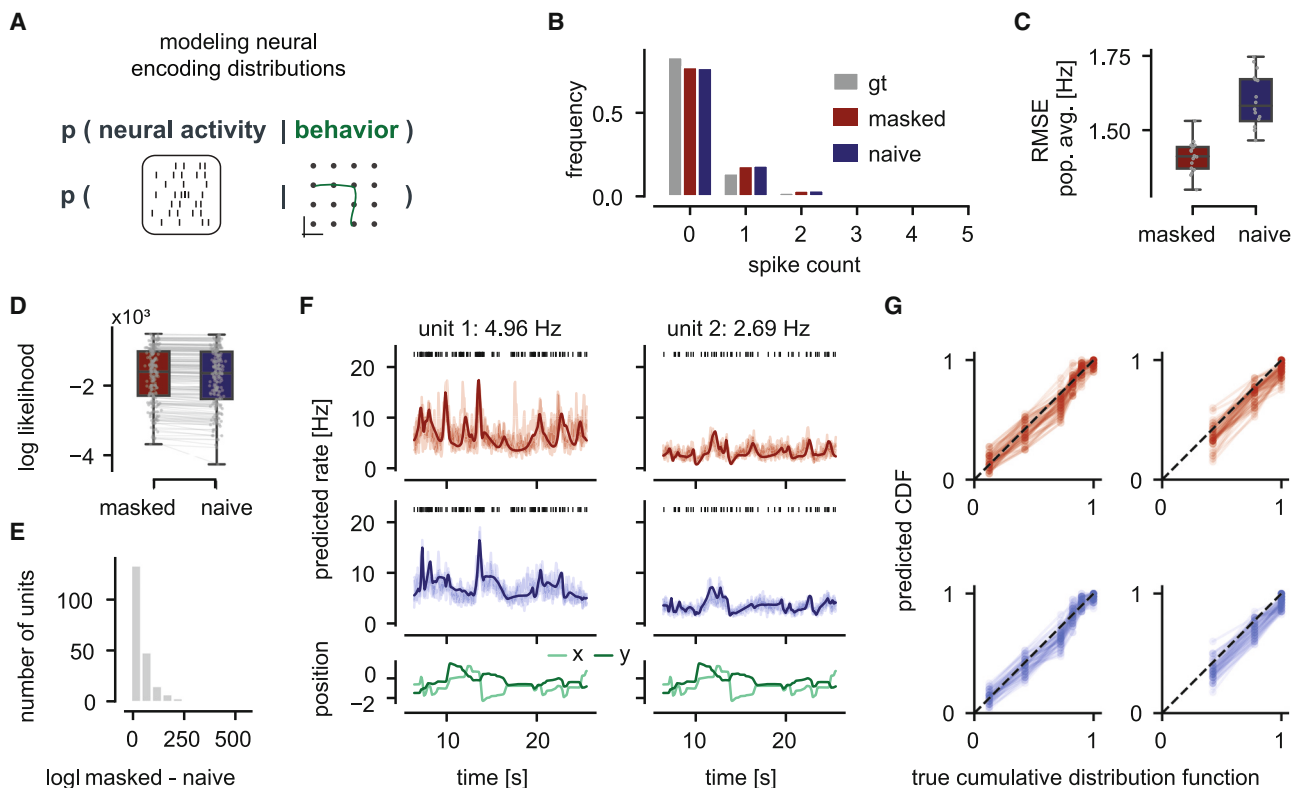 A
modeling neural
encoding distributions
p ( neural activity | behavior )
p ( | )
B
frequency
0.5
0.0
gt
masked
naive
0 1 2 3 4 5
spike count
C
RMSE
pop. avg. [Hz]
1.75
1.50
masked naive
D
x10³
log likelihood
−2
−4
masked naive
E
number of units
100
50
0
0 250 500
logl masked - naive
F
unit 1: 4.96 Hz unit 2: 2.69 Hz
predicted rate [Hz]
20
10
0
20
10
0
x y
position
0
−2
10 20 10 20
time [s] time [s]
G
predicted CDF
1 1
0 0
0 1 0 1
1 1
0 0
0 1 0 1
true cumulative distribution function